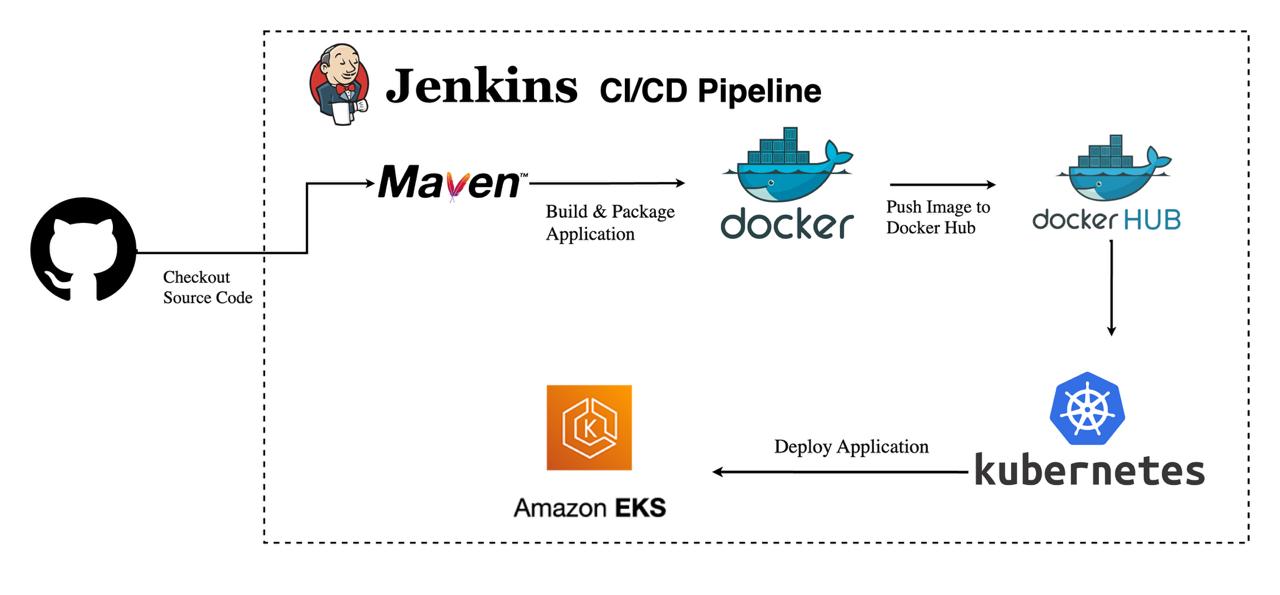 Jenkins CI/CD Pipeline
Maven™
Build & Package
Application
docker
Push Image to
Docker Hub
docker HUB
Checkout
Source Code
Deploy Application
kubernetes
K
Amazon EKS